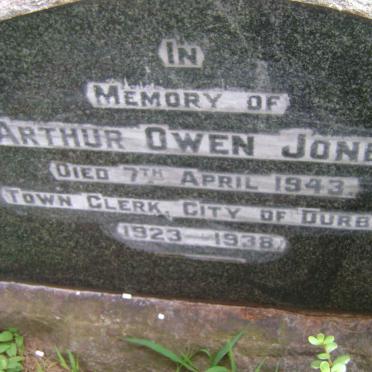 IN
MEMORY OF
ARTHUR OWEN JONE
DIED 7TH APRIL 1943.
TOWN CLERK, CITY OF DURB
1923—1938.